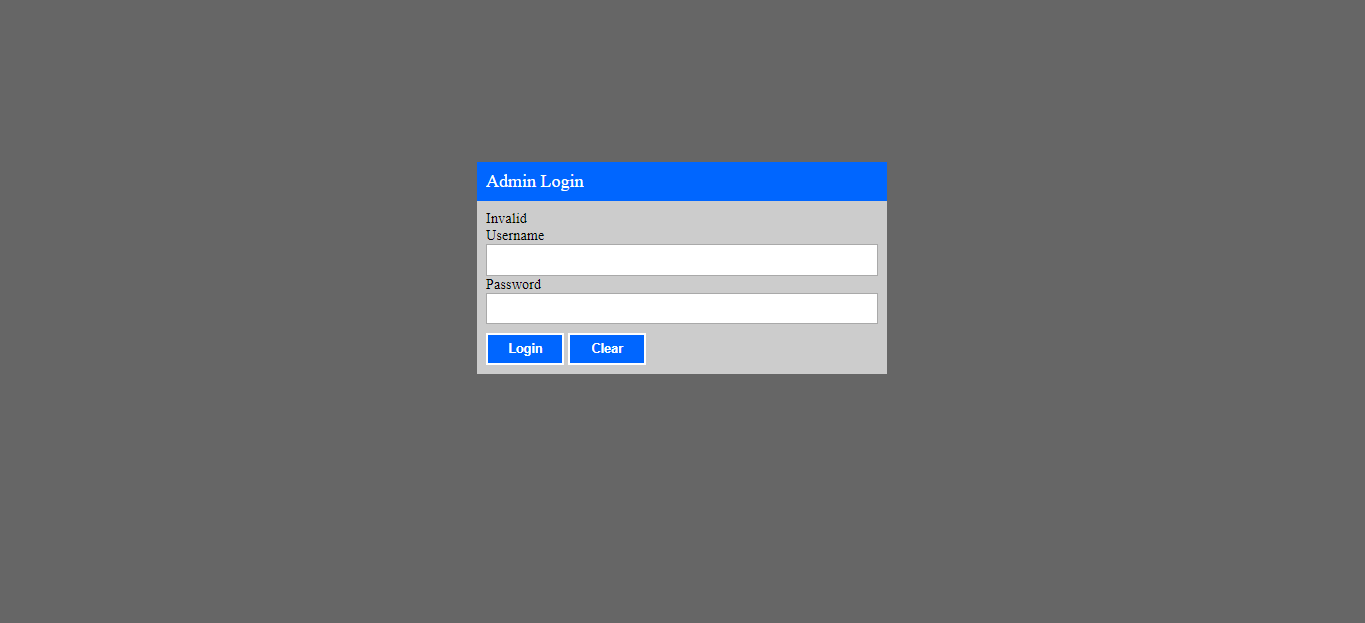 Admin Login
Invalid
Username
Password
Login Clear